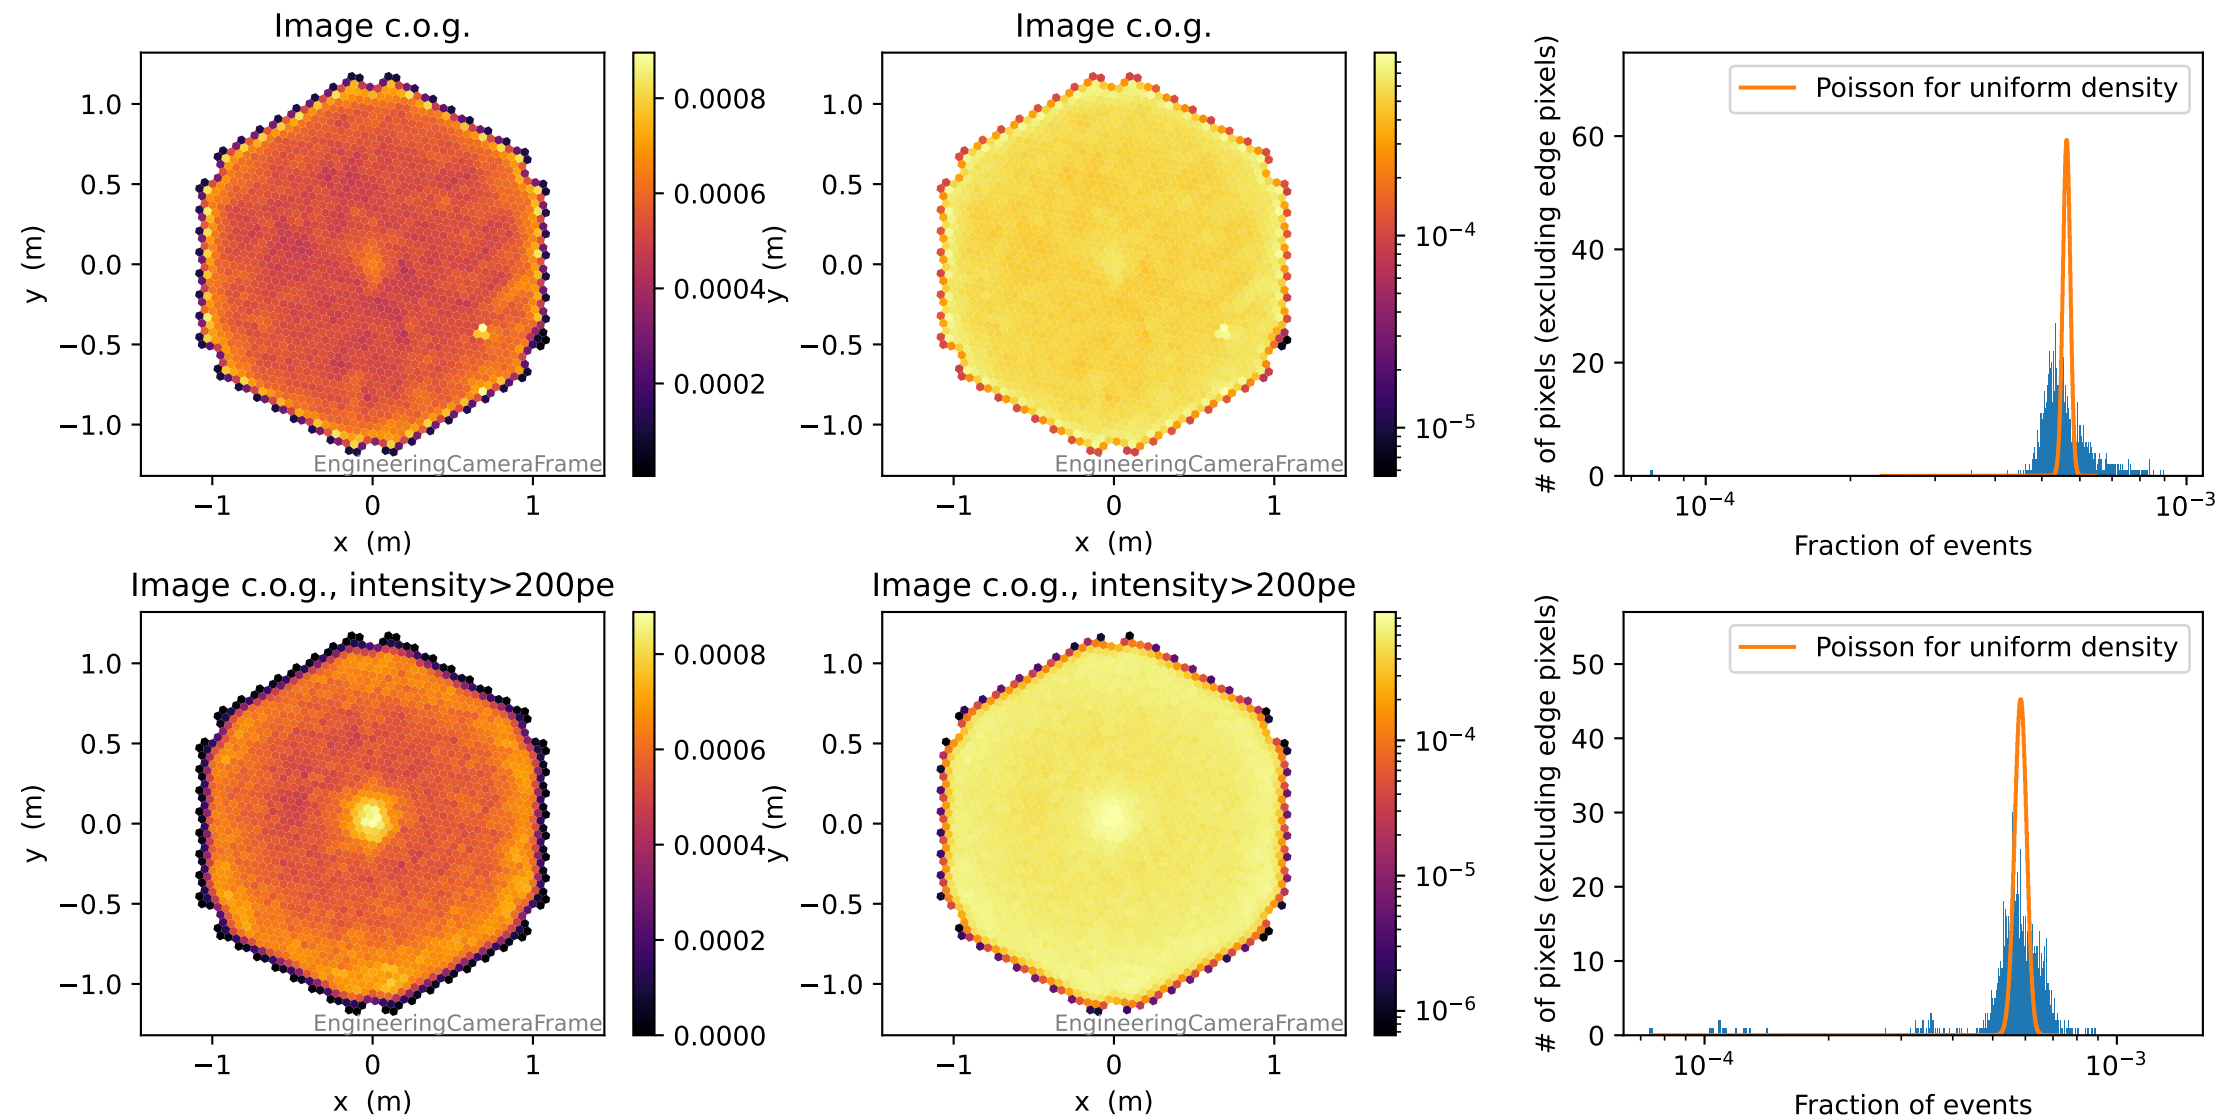 Image c.o.g.
y  (m)
1.0
0.5
0.0
−0.5
−1.0
−1
0
1
x  (m)
EngineeringCameraFrame
0.0008
0.0006
0.0004
0.0002
Image c.o.g.
y  (m)
1.0
0.5
0.0
−0.5
−1.0
−1
0
1
x  (m)
EngineeringCameraFrame
10⁻⁴
10⁻⁵
# of pixels (excluding edge pixels)
60
40
20
0
Poisson for uniform density
10⁻⁴
10⁻³
Fraction of events
Image c.o.g., intensity>200pe
y  (m)
1.0
0.5
0.0
−0.5
−1.0
−1
0
1
x  (m)
EngineeringCameraFrame
0.0008
0.0006
0.0004
0.0002
0.0000
Image c.o.g., intensity>200pe
y  (m)
1.0
0.5
0.0
−0.5
−1.0
−1
0
1
x  (m)
EngineeringCameraFrame
10⁻⁴
10⁻⁵
10⁻⁶
# of pixels (excluding edge pixels)
50
40
30
20
10
0
Poisson for uniform density
10⁻⁴
10⁻³
Fraction of events